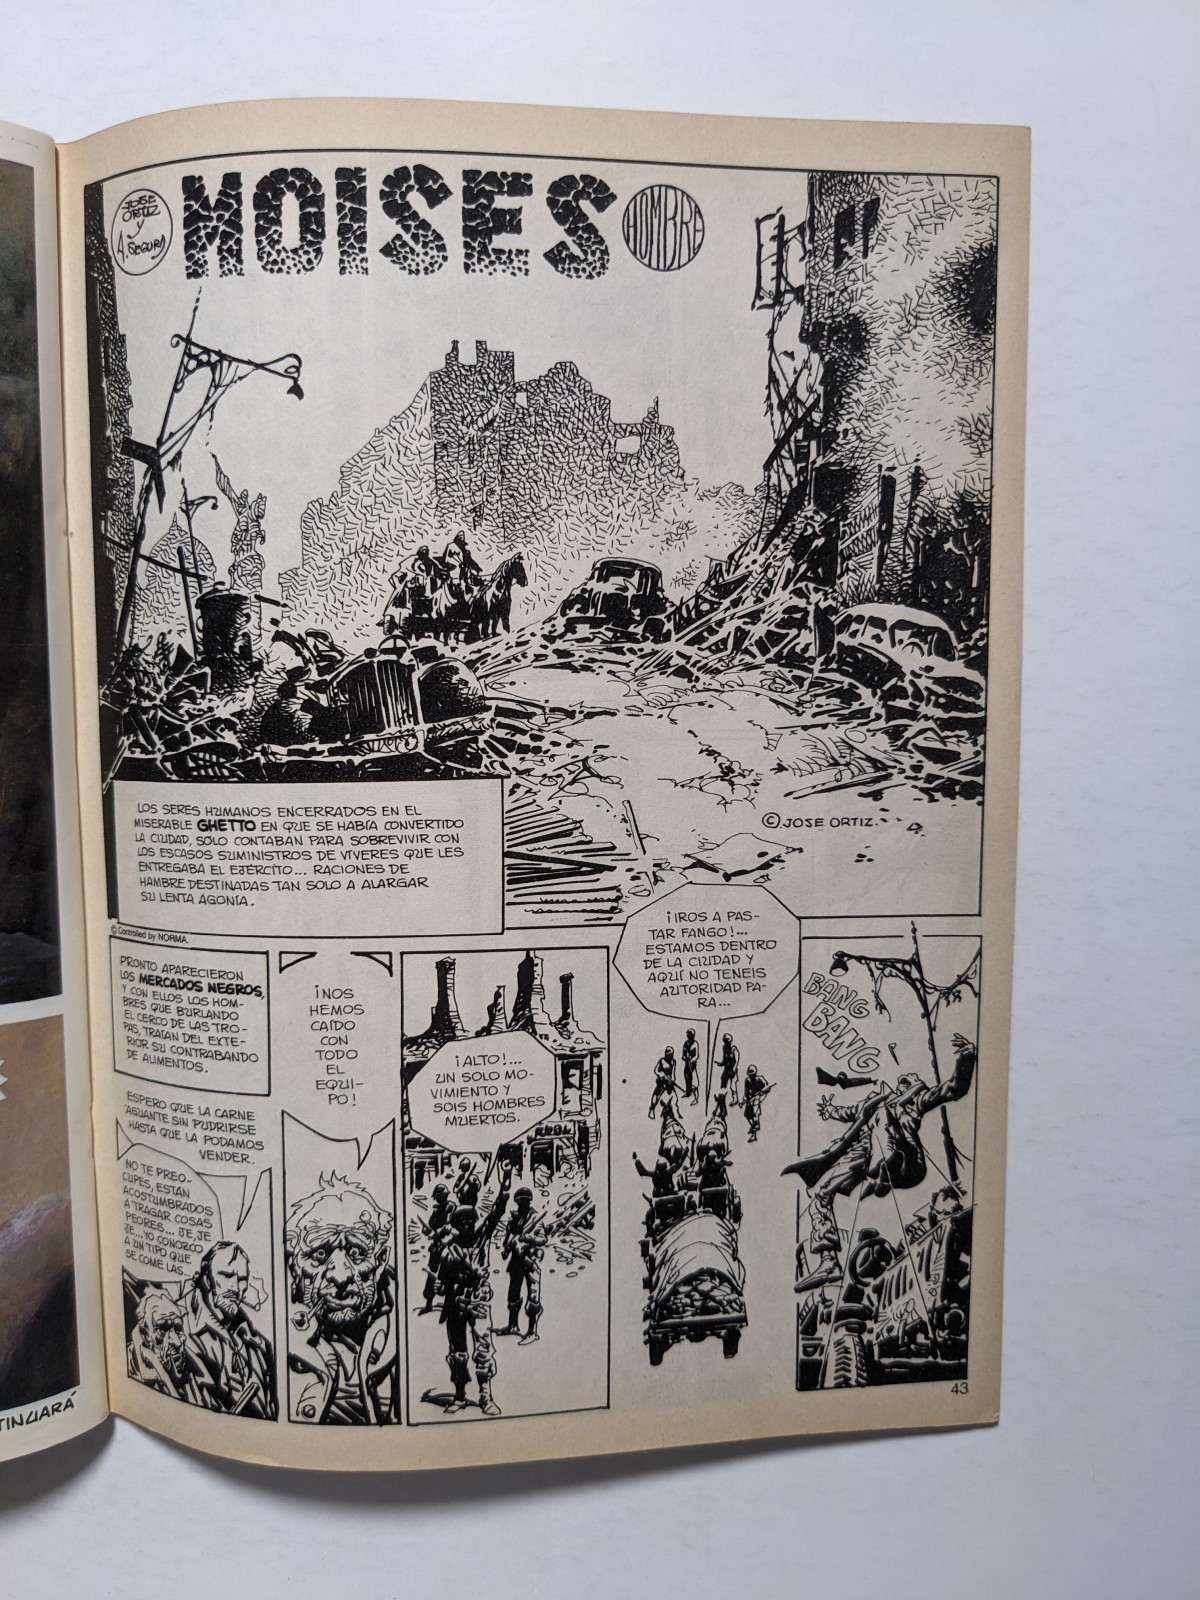 JOSE
ORTIZ
Y
A. SEGURA
MOISES
HOMBRE
LOS SERES HUMANOS ENCERRADOS EN EL
MISERABLE GHETTO EN QUE SE HABÍA CONVERTIDO
LA CIUDAD, SOLO CONTABAN PARA SOBREVIVIR CON
LOS ESCASOS SUMINISTROS DE VÍVERES QUE LES
ENTREGABA EL EJÉRCITO... RACIONES DE
HAMBRE DESTINADAS TAN SOLO A ALARGAR
SU LENTA AGONÍA.
©. JOSE ORTIZ.
© Controlled by NORMA.
PRONTO APARECIERON
LOS MERCADOS NEGROS,
Y CON ELLOS LOS HOM-
BRES QUE BURLANDO
EL CERCO DE LAS TRO-
PAS, TRAÍAN DEL EXTE-
RIOR SU CONTRABANDO
DE ALIMENTOS.
ESPERO QUE LA CARNE
AGUANTE SIN PUDRIRSE
HASTA QUE LA PODAMOS
VENDER.
NO TE PREO-
CUPES, ESTÁN
ACOSTUMBRADOS
A TRAGAR COSAS
PEORES... JE, JE
JE... YO CONOZCO
A UN TIPO QUE
SE COME LAS...
¡NOS
HEMOS
CAÍDO
CON
TODO
EL
EQUI-
PO!
¡ALTO!...
UN SOLO MO-
VIMIENTO Y
SOIS HOMBRES
MUERTOS.
¡IROS A PAS-
TAR FANGO!...
ESTAMOS DENTRO
DE LA CIUDAD Y
AQUÍ NO TENEIS
AUTORIDAD PA-
RA...
BANG
BANG
43
TINUARÁ